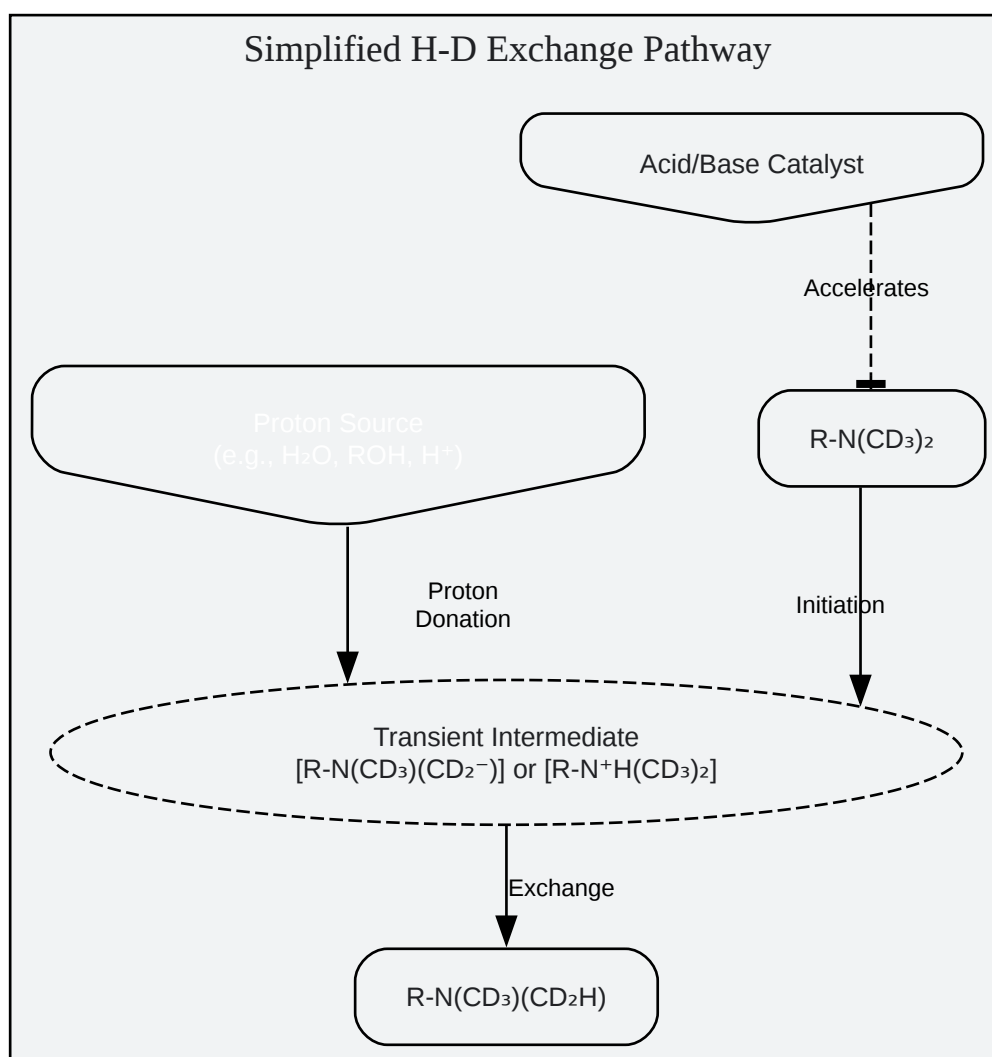 Simplified H-D Exchange Pathway
Acid/Base Catalyst
Accelerates
Proton Source
(e.g., H₂O, ROH, H⁺)
R-N(CD₃)₂
Proton
Donation
Initiation
Transient Intermediate
[R-N(CD₃)(CD₂⁻)] or [R-N⁺H(CD₃)₂]
Exchange
R-N(CD₃)(CD₂H)